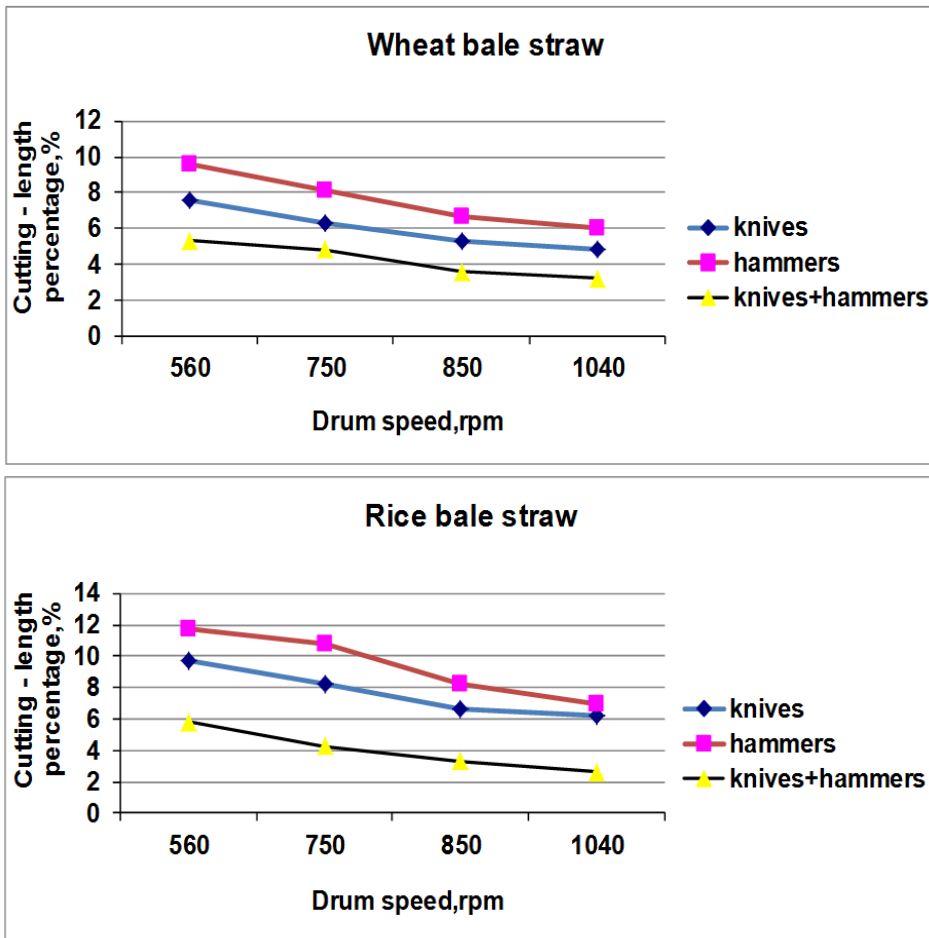 Wheat bale straw
Cutting - length
percentage,%
12
10
8
6
4
2
0
560 750 850 1040
Drum speed,rpm
knives
hammers
knives+hammers
Rice bale straw
Cutting - length
percentage,%
14
12
10
8
6
4
2
0
560 750 850 1040
Drum speed,rpm
knives
hammers
knives+hammers